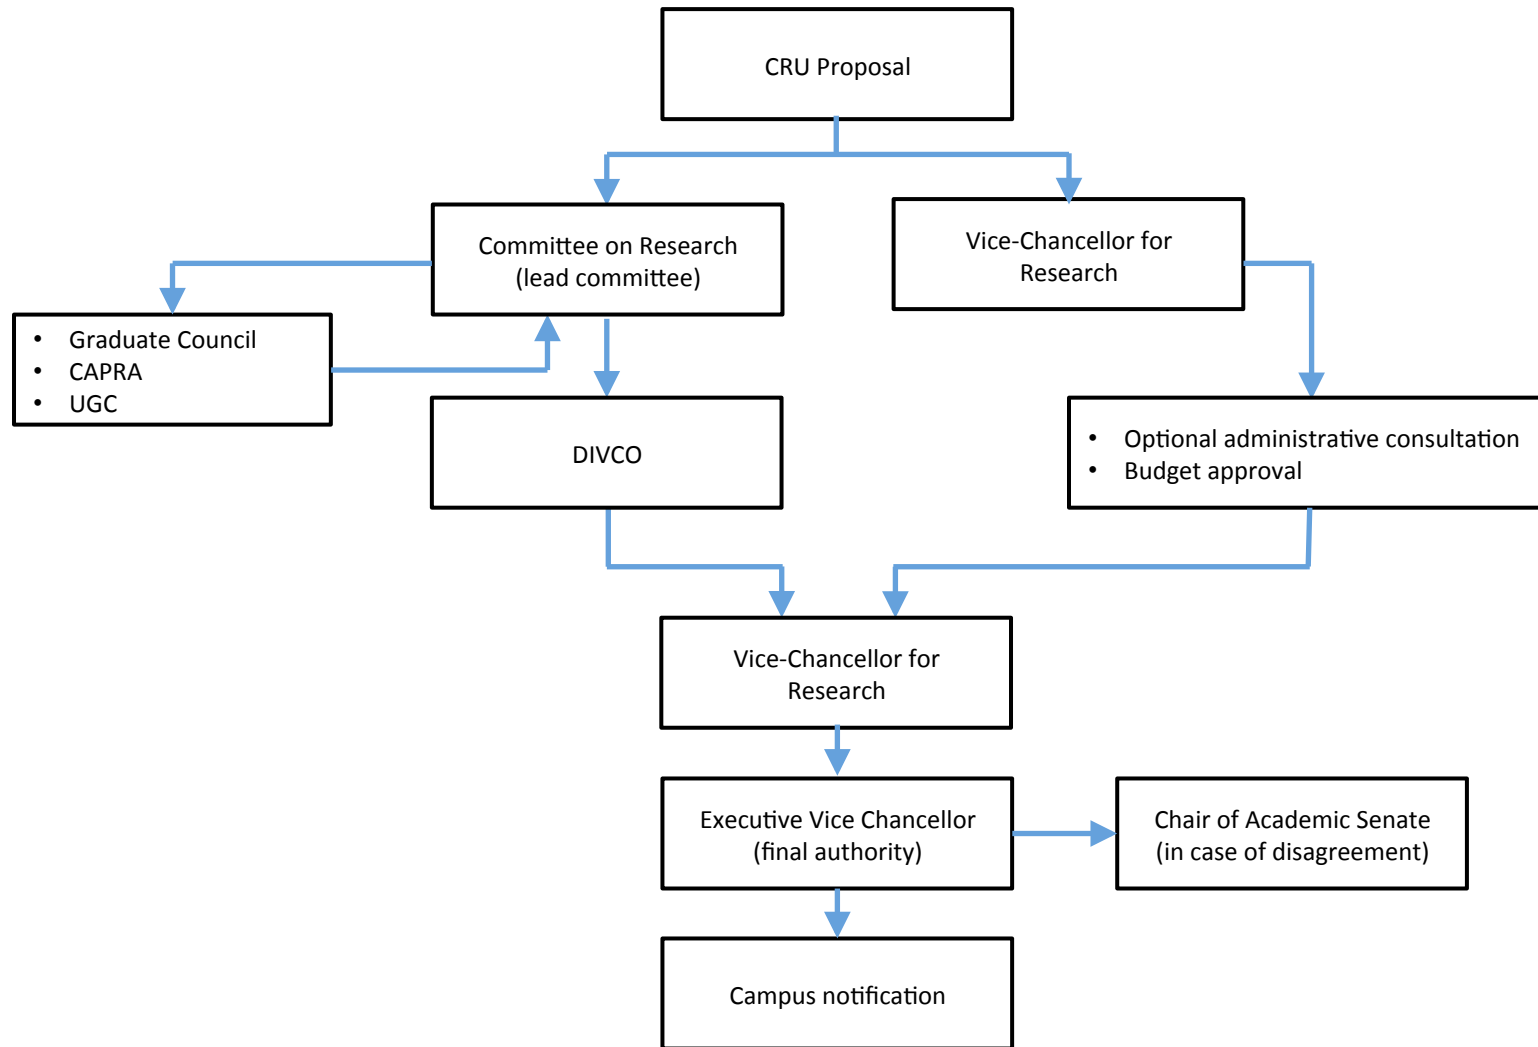 CRU Proposal
Committee on Research
(lead committee)
Vice-Chancellor for
Research
• Graduate Council
• CAPRA
• UGC
DIVCO
• Optional administrative consultation
• Budget approval
Vice-Chancellor for
Research
Executive Vice Chancellor
(final authority)
Chair of Academic Senate
(in case of disagreement)
Campus notification